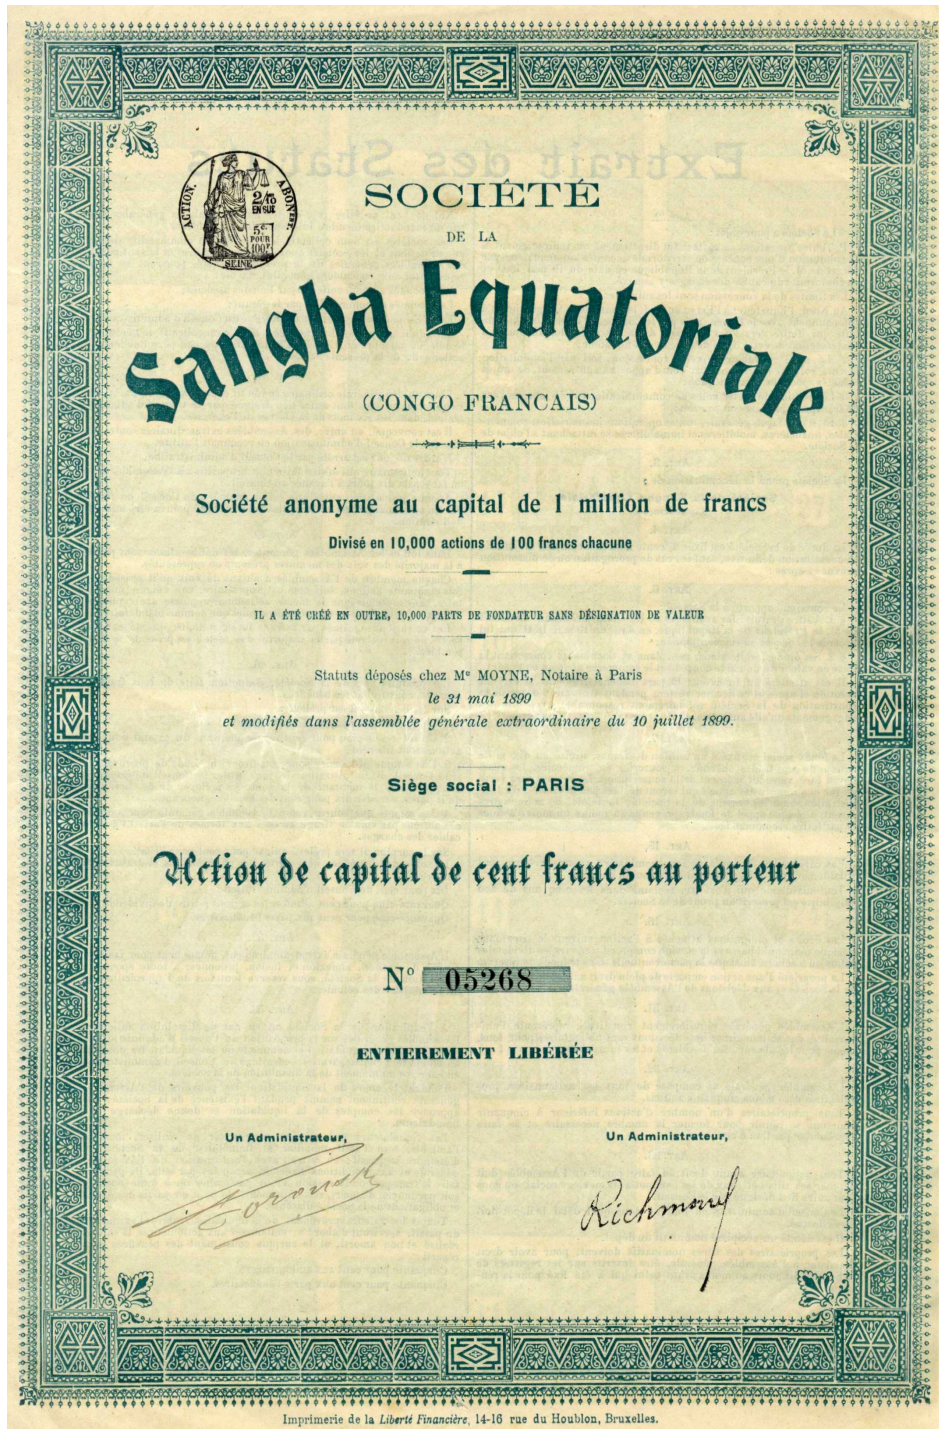 Extrait des Statuts
ACTION. ABON.ENT.
2/10
EN SUS
5c.
POUR
100f
SEINE
SOCIÉTÉ
DE LA
Sangha Equatoriale
(CONGO FRANCAIS)
Société anonyme au capital de 1 million de francs
Divisé en 10,000 actions de 100 francs chacune
IL A ÉTÉ CRÉÉ EN OUTRE, 10,000 PARTS DE FONDATEUR SANS DÉSIGNATION DE VALEUR
Statuts déposés chez Me MOYNE, Notaire à Paris
le 31 mai 1899
et modifiés dans l'assemblée générale extraordinaire du 10 juillet 1899.
Siège social : PARIS
Action de capital de cent francs au porteur
No 05268
ENTIEREMENT LIBÉRÉE
Un Administrateur,
Un Administrateur,
Richmond
Imprimerie de la Liberté Financière, 14-16 rue du Houblon, Bruxelles.